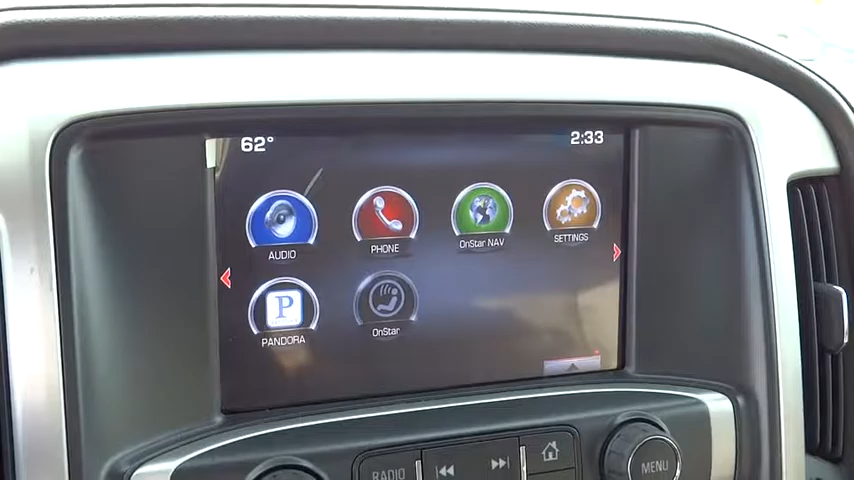 62°
2:33
AUDIO
PHONE
OnStar NAV
SETTINGS
P
PANDORA
OnStar
RADIO
MENU